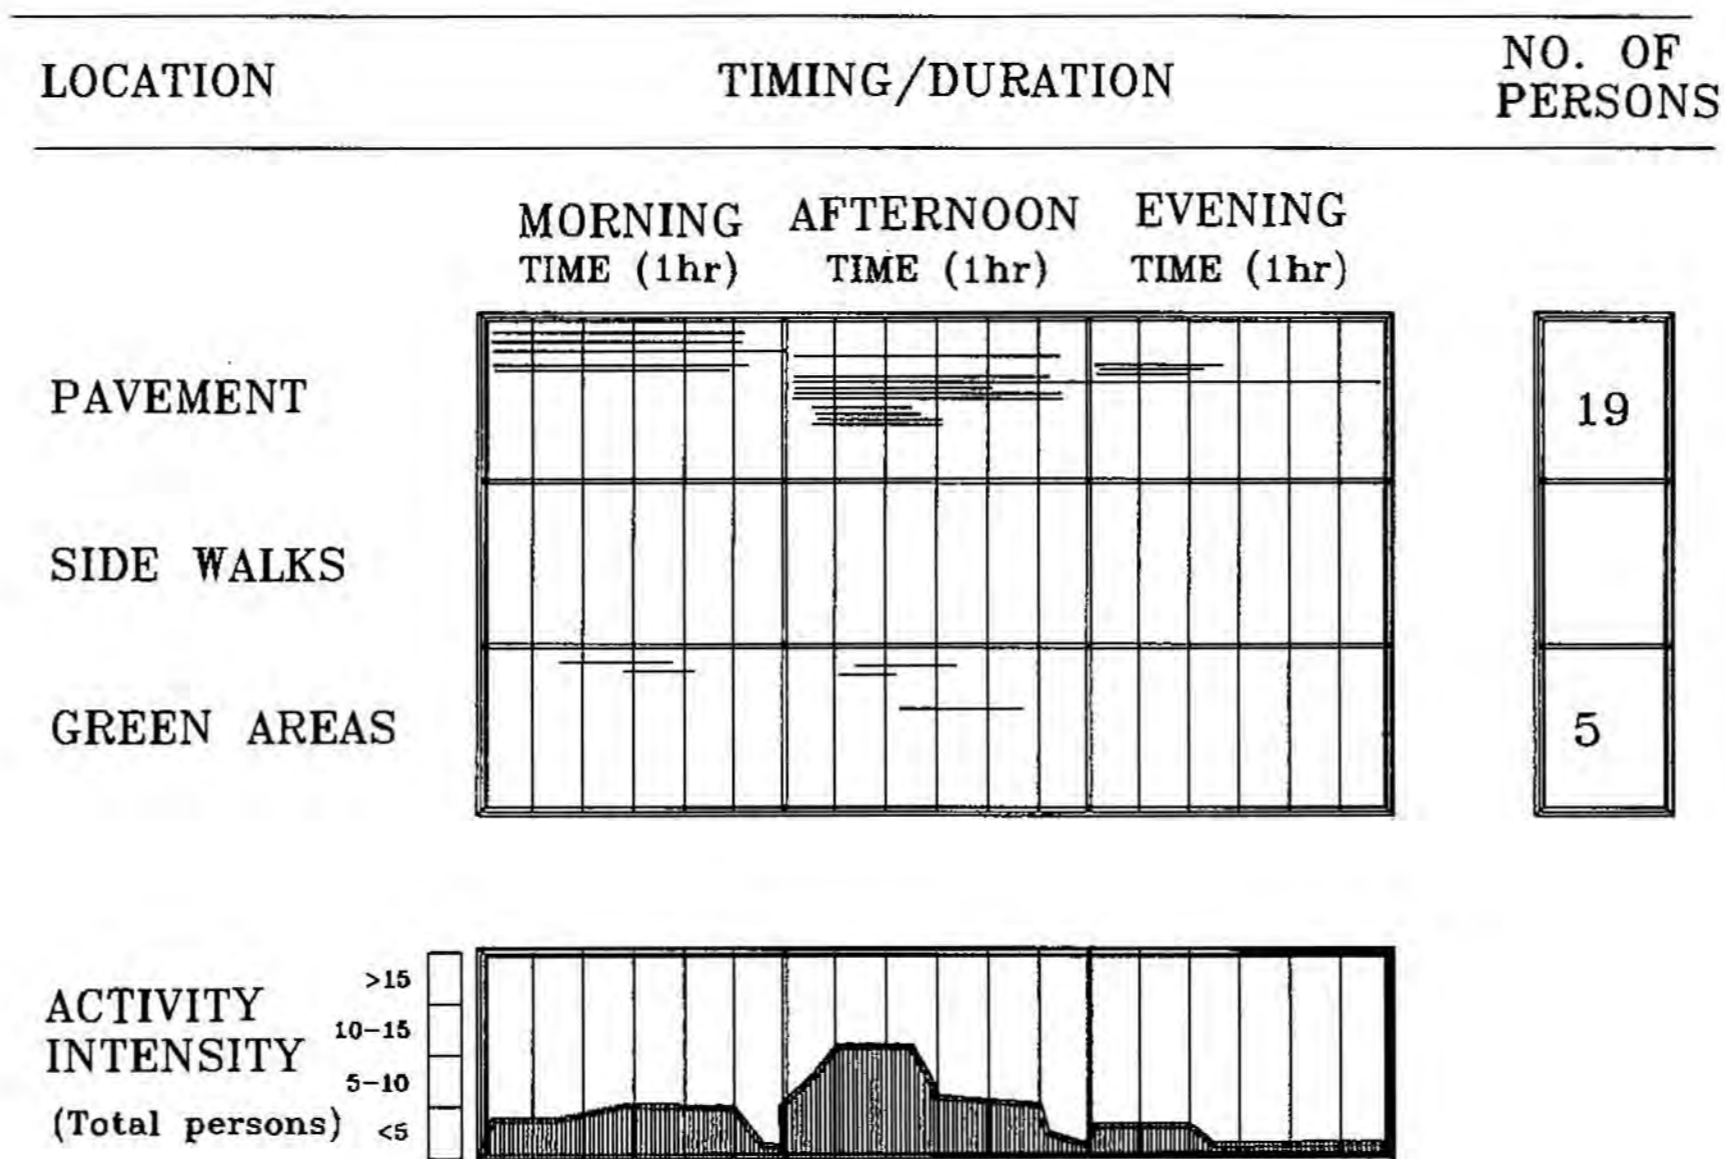 LOCATION TIMING/DURATION NO. OF
PERSONS
MORNING AFTERNOON EVENING
TIME (1hr) TIME (1hr) TIME (1hr)
PAVEMENT 19
SIDE WALKS
GREEN AREAS 5
ACTIVITY
INTENSITY
(Total persons)
>15
10-15
5-10
<5